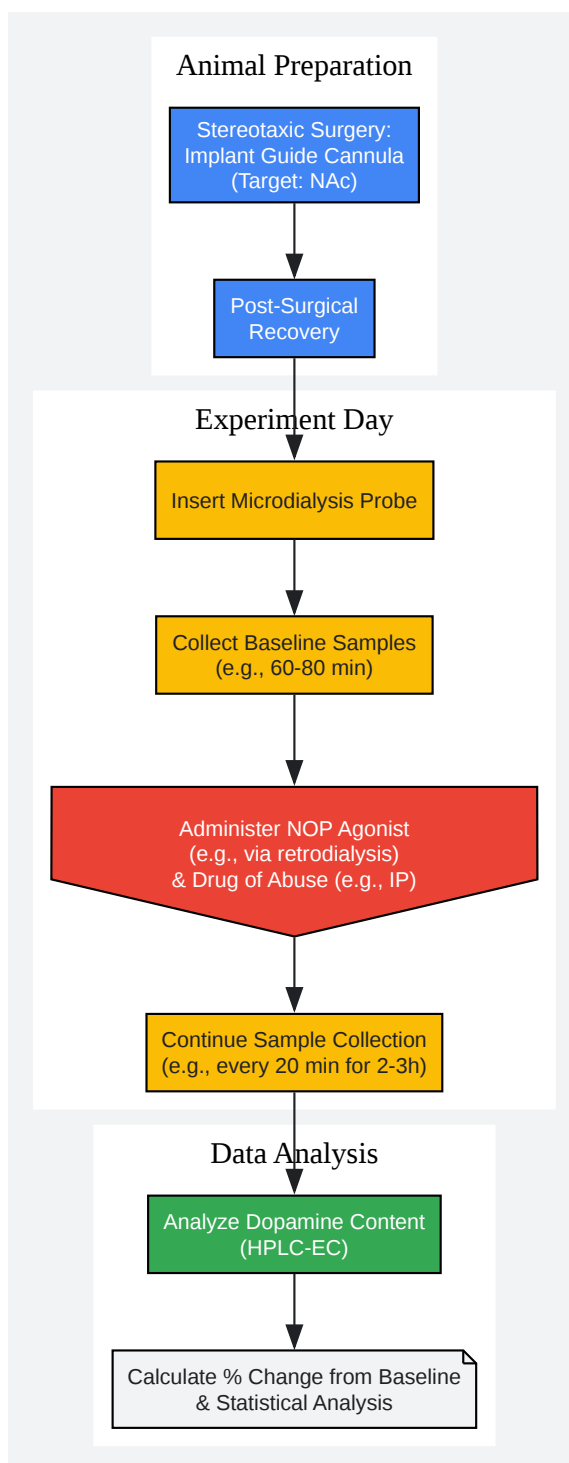 Animal Preparation
Stereotaxic Surgery:
Implant Guide Cannula
(Target: NAc)
Post-Surgical
Recovery
Experiment Day
Insert Microdialysis Probe
Collect Baseline Samples
(e.g., 60-80 min)
Administer NOP Agonist
(e.g., via retrodialysis)
& Drug of Abuse (e.g., IP)
Continue Sample Collection
(e.g., every 20 min for 2-3h)
Data Analysis
Analyze Dopamine Content
(HPLC-EC)
Calculate % Change from Baseline
& Statistical Analysis